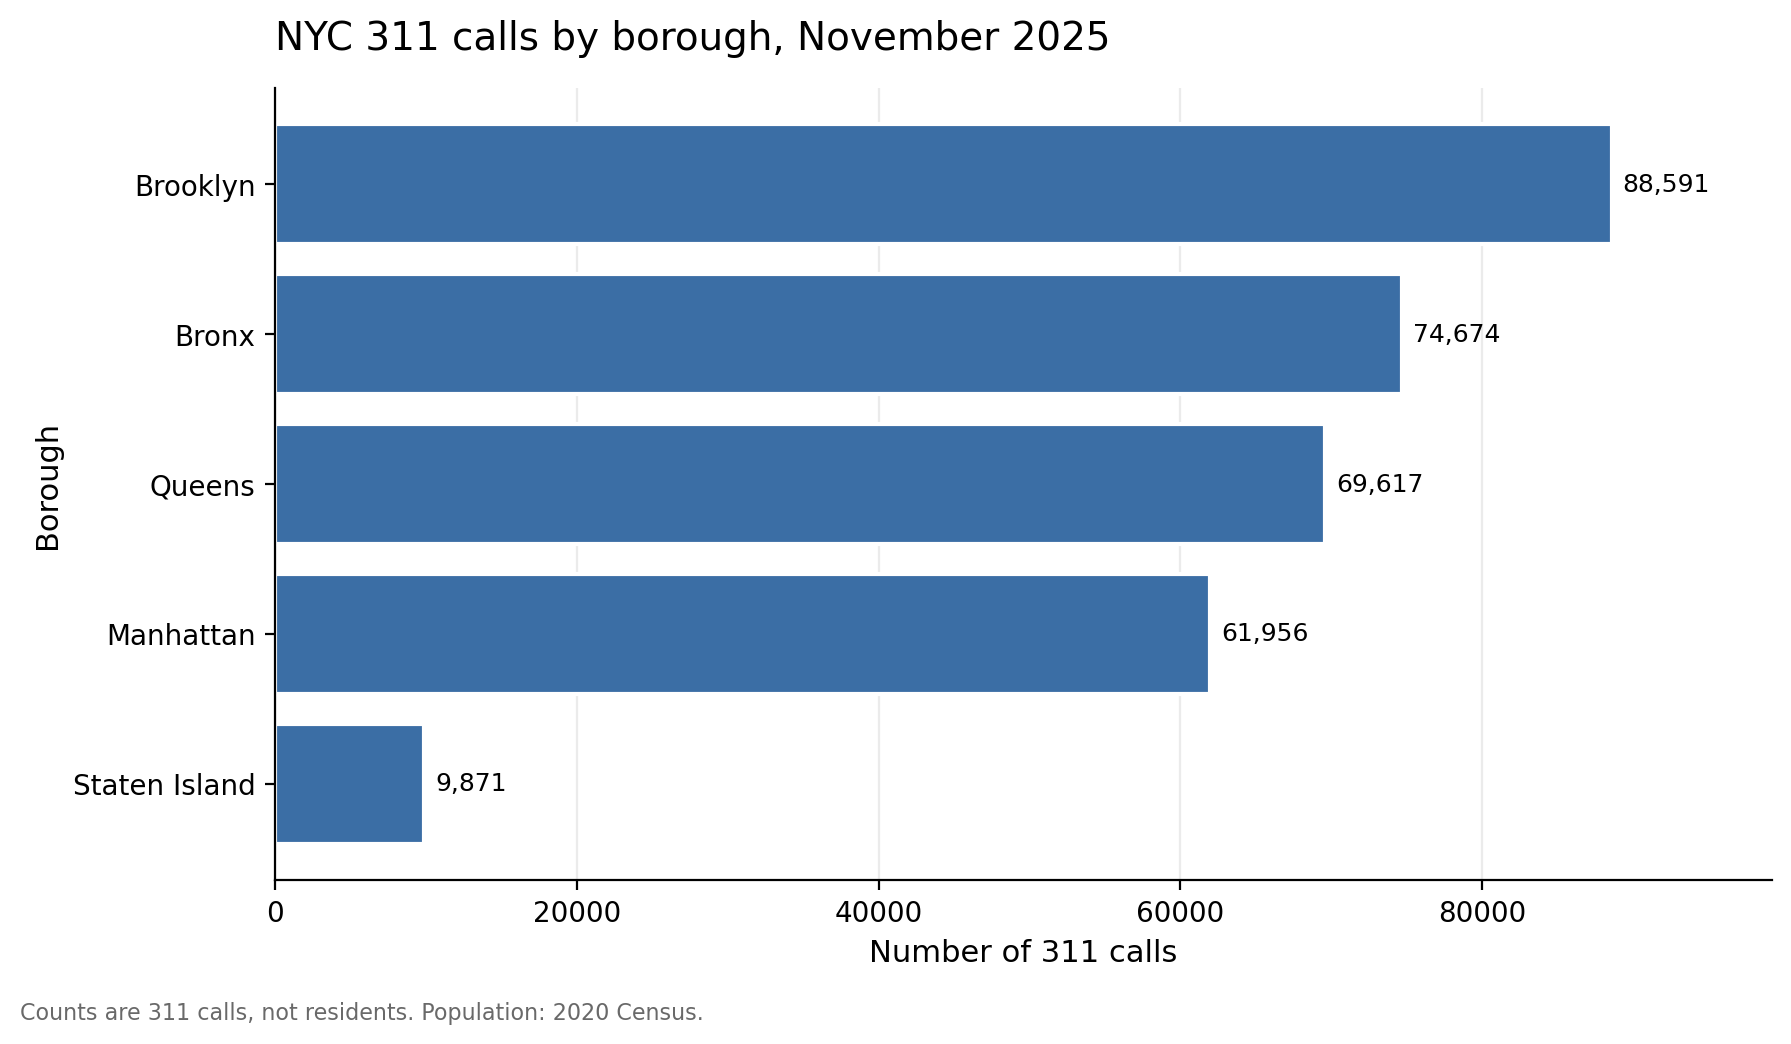 NYC 311 calls by borough, November 2025
Borough
Brooklyn
88,591
Bronx
74,674
Queens
69,617
Manhattan
61,956
Staten Island
9,871
0 20000 40000 60000 80000
Number of 311 calls
Counts are 311 calls, not residents. Population: 2020 Census.